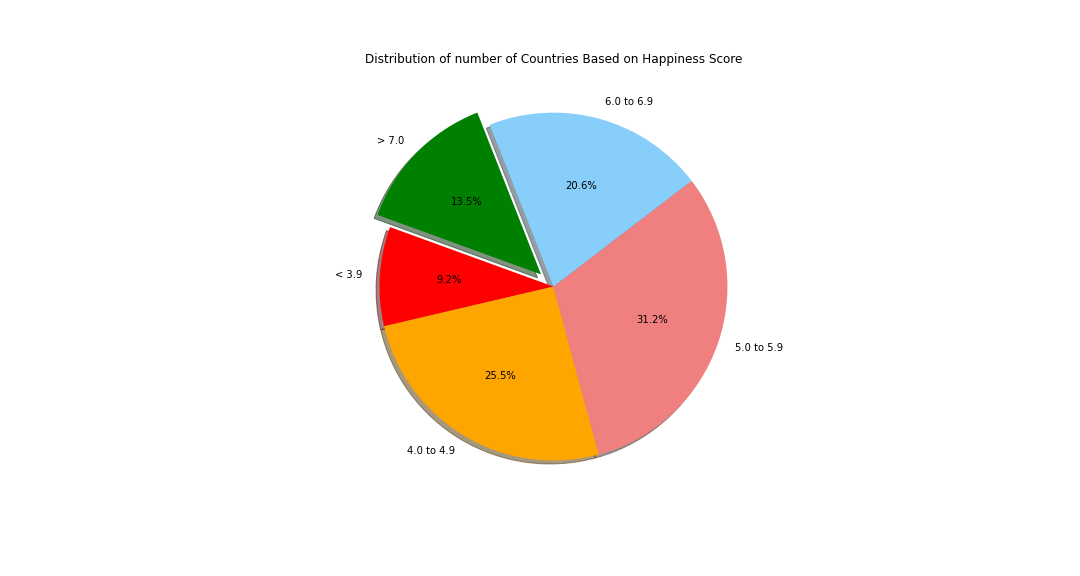 Distribution of number of Countries Based on Happiness Score
6.0 to 6.9
> 7.0
20.6%
13.5%
< 3.9
9.2%
31.2%
5.0 to 5.9
25.5%
4.0 to 4.9